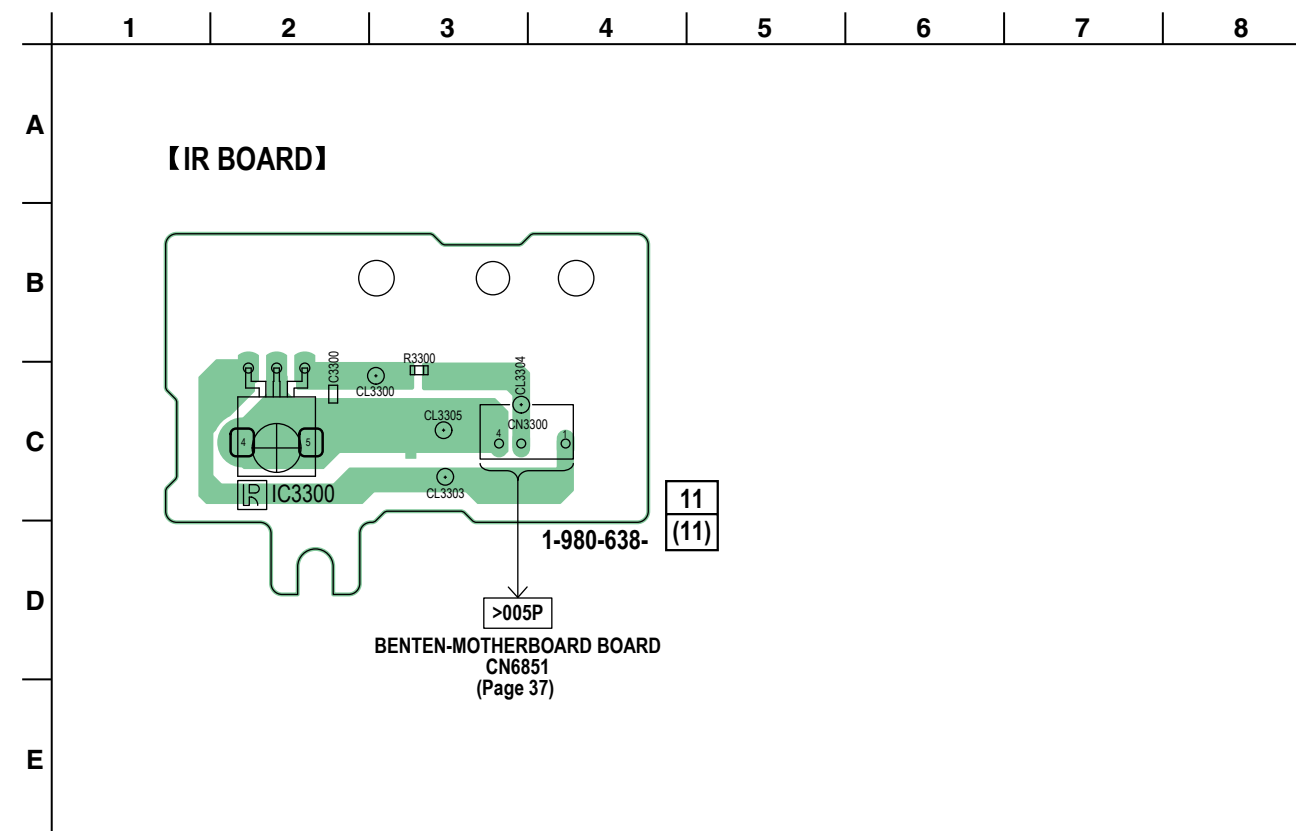 1 2 3 4 5 6 7 8
A
【IR BOARD】
B
C3300
R3300
CL3304
CL3300
CL3305
CN3300
C
4 5
4 1
IC3300
CL3303
11
1-980-638-
(11)
D
>005P
BENTEN-MOTHERBOARD BOARD
CN6851
(Page 37)
E